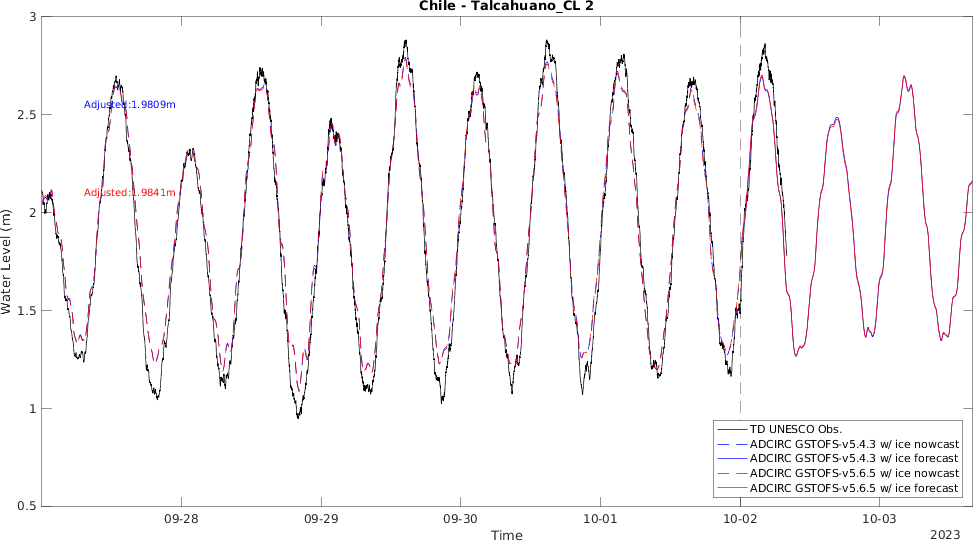 Chile - Talcahuano_CL 2
3
2.5
2
1.5
1
0.5
Water Level (m)
Adjusted:1.9809m
Adjusted:1.9841m
TD UNESCO Obs.
ADCIRC GSTOFS-v5.4.3 w/ ice nowcast
ADCIRC GSTOFS-v5.4.3 w/ ice forecast
ADCIRC GSTOFS-v5.6.5 w/ ice nowcast
ADCIRC GSTOFS-v5.6.5 w/ ice forecast
09-28 09-29 09-30 10-01 10-02 10-03
Time
2023